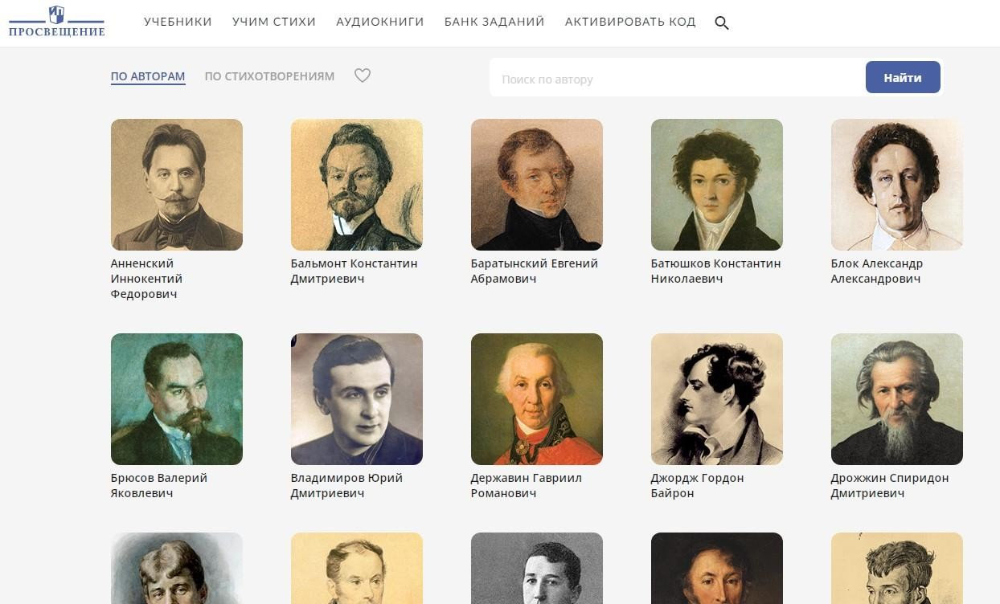 ИП
ПРОСВЕЩЕНИЕ
УЧЕБНИКИ УЧИМ СТИХИ АУДИОКНИГИ БАНК ЗАДАНИЙ АКТИВИРОВАТЬ КОД
ПО АВТОРАМ ПО СТИХОТВОРЕНИЯМ
Поиск по автору
Найти
Анненский
Иннокентий
Федорович
Бальмонт Константин
Дмитриевич
Баратынский Евгений
Абрамович
Батюшков Константин
Николаевич
Блок Александр
Александрович
Брюсов Валерий
Яковлевич
Владимиров Юрий
Дмитриевич
Державин Гавриил
Романович
Джордж Гордон
Байрон
Дрожжин Спиридон
Дмитриевич